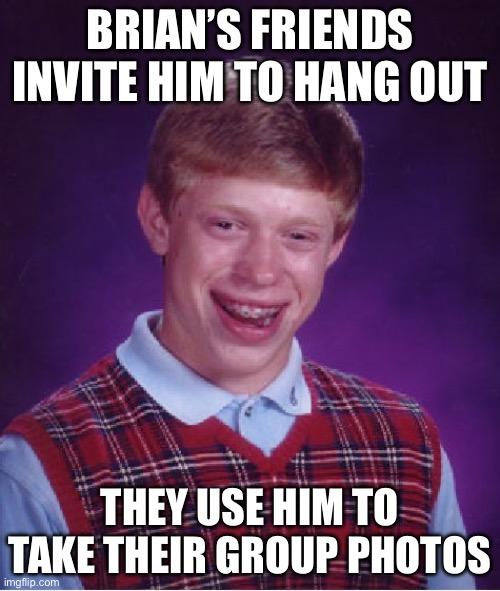 BRIAN’S FRIENDS
INVITE HIM TO HANG OUT
THEY USE HIM TO
TAKE THEIR GROUP PHOTOS
imgflip.com